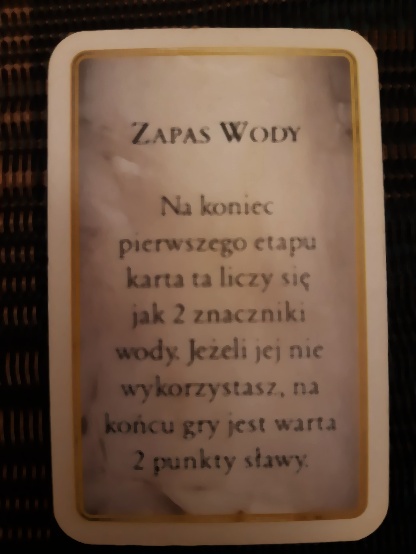 Zapas Wody
Na koniec
pierwszego etapu
karta ta liczy się
jak 2 znaczniki
wody. Jeżeli jej nie
wykorzystasz, na
końcu gry jest warta
2 punkty sławy.